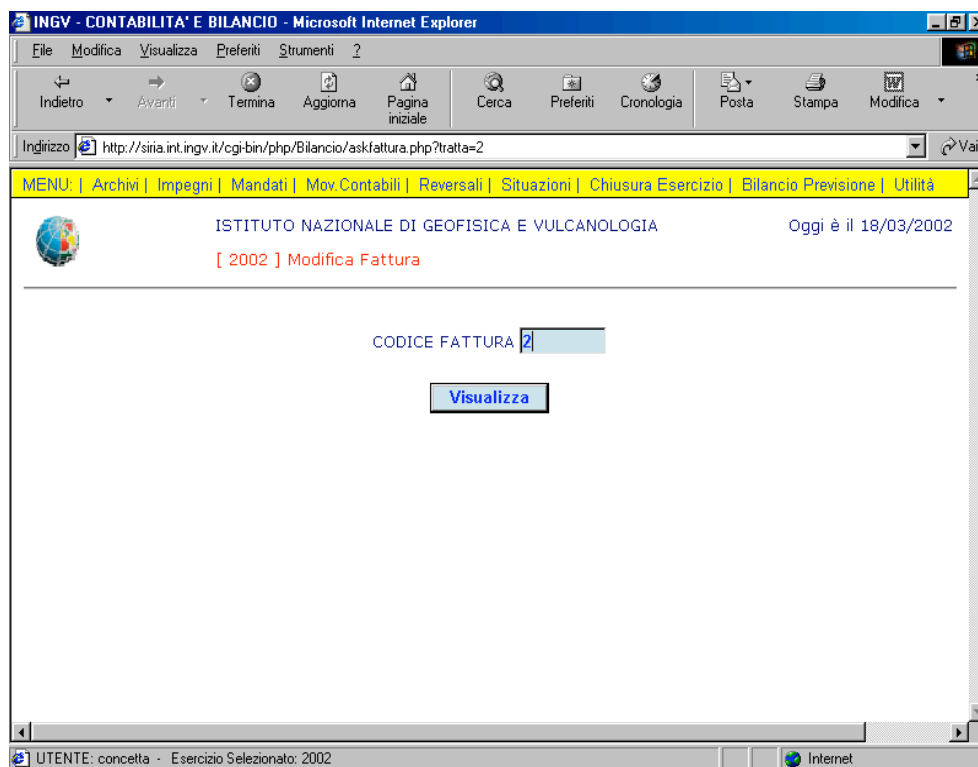 INGV - CONTABILITA' E BILANCIO - Microsoft Internet Explorer
File Modifica Visualizza Preferiti Strumenti ?
Indietro Avanti Termina Aggiorna Pagina iniziale Cerca Preferiti Cronologia Posta Stampa Modifica
Indirizzo http://siria.int.ingv.it/cgi-bin/php/Bilancio/askfattura.php?tratta=2 Vai
MENU: | Archivi | Impegni | Mandati | Mov.Contabili | Reversali | Situazioni | Chiusura Esercizio | Bilancio Previsione | Utilità
ISTITUTO NAZIONALE DI GEOFISICA E VULCANOLOGIA Oggi è il 18/03/2002
[ 2002 ] Modifica Fattura
CODICE FATTURA 2
Visualizza
UTENTE: concetta - Esercizio Selezionato: 2002 Internet